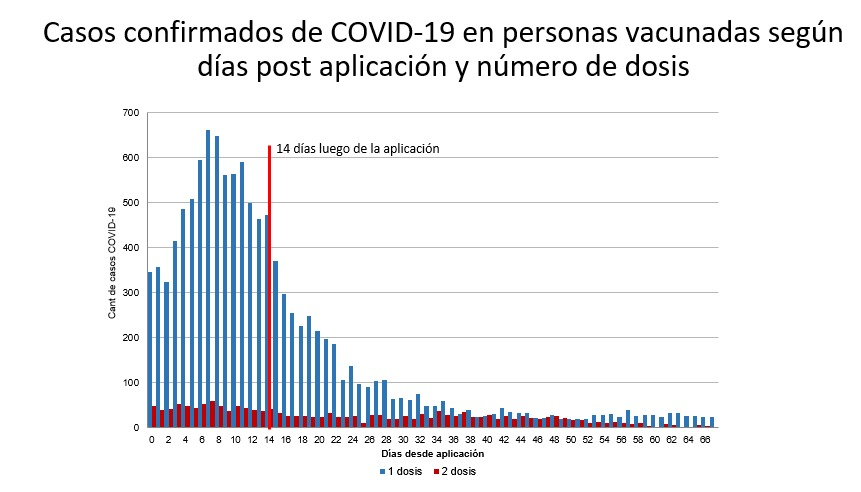 Casos confirmados de COVID-19 en personas vacunadas según
días post aplicación y número de dosis
700
14 días luego de la aplicación
600
500
400
300
200
100
0
Cant de casos COVID-19
0 2 4 6 8 10 12 14 16 18 20 22 24 26 28 30 32 34 36 38 40 42 44 46 48 50 52 54 56 58 60 62 64 66
Días desde aplicación
1 dosis 2 dosis